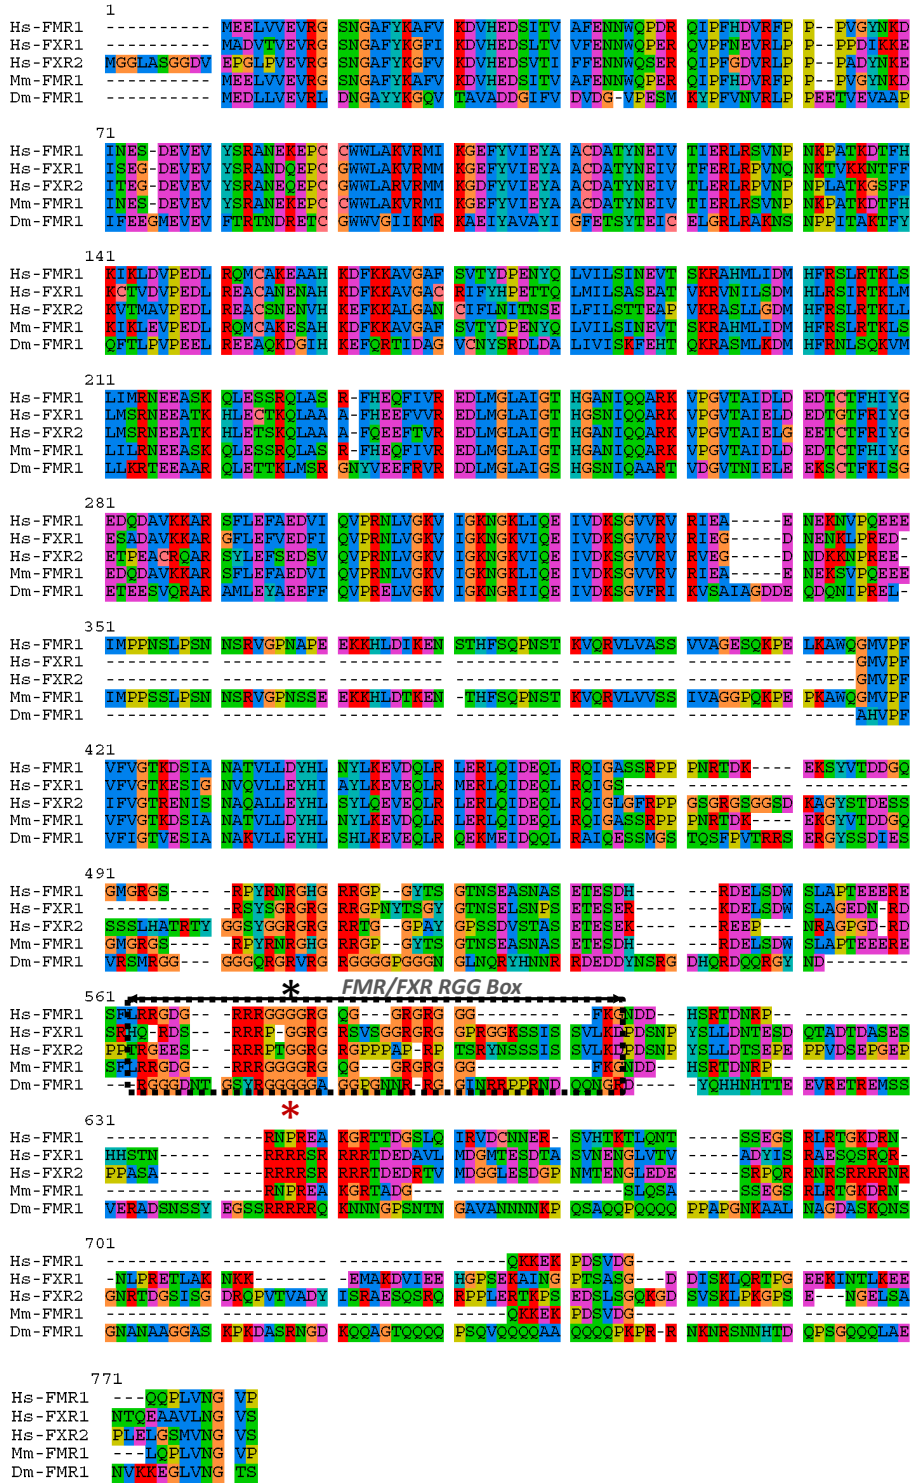 1
Hs-FMR1 ---------- MEELVVEVRG SNGAFYKAFV KDVHEDSITV AFENNWQPDR QIPFHDVRFP P--PVGYNKD
Hs-FXR1 ---------- MADVTVEVRG SNGAFYKGFI KDVHEDSLTV VFENNWQPER QVPFNEVRLP P--PPDIKKE
Hs-FXR2 MGGLASGGDV EPGLPVEVRG SNGAFYKGFV KDVHEDSVTI FFENNWQSER QIPFGDVRLP P--PADYNKE
Mm-FMR1 ---------- MEELVVEVRG SNGAFYKAFV KDVHEDSITV AFENNWQPER QIPFHDVRFP P--PVGYNKD
Dm-FMR1 ---------- MEDLLVEVRL DNGAYYKGQV TAVADDGIFV DVDG-VPESM KYPFVNVRLP PEETVEVAAP
71
Hs-FMR1 INES-DEVEV YSRANEKEPC CWWLAKVRMI KGEFYVIEYA ACDATYNEIV TIERLRSVNP NKPATKDTFH
Hs-FXR1 ISEG-DEVEV YSRANDQEPC GWWLAKVRMM KGEFYVIEYA ACDATYNEIV TFERLRPVNQ NKTVKKNTFF
Hs-FXR2 ITEG-DEVEV YSRANEQEPC GWWLARVRMM KGDFYVIEYA ACDATYNEIV TLERLRPVNP NPLATKGSFF
Mm-FMR1 INES-DEVEV YSRANEKEPC CWWLAKVRMI KGEFYVIEYA ACDATYNEIV TIERLRSVNP NKPATKDTFH
Dm-FMR1 IFEEGMEVEV FTRTNDRETC GWWVGIIKMR KAEIYAVAYI GFETSYTEIC ELGRLRAKNS NPPITAKTFY
141
Hs-FMR1 KIKLDVPEDL RQMCAKEAAH KDFKKAVGAF SVTYDPENYQ LVILSINEVT SKRAHMLIDM HFRSLRTKLS
Hs-FXR1 KCTVDVPEDL REACANENAH KDFKKAVGAC RIFYHPETTQ LMILSASEAT VKRVNILSDM HLRSIRTKLM
Hs-FXR2 KVTMAVPEDL REACSNENVH KEFKKALGAN CIFLNITNSE LFILSTTEAP VKRASLLGDM HFRSLRTKLL
Mm-FMR1 KIKLEVPEDL RQMCAKESAH KDFKKAVGAF SVTYDPENYQ LVILSINEVT SKRAHMLIDM HFRSLRTKLS
Dm-FMR1 QFTLPVPEEL REEAQKDGIH KEFQRTIDAG VCNYSRDLDA LIVISKFEHT QKRASMLKDM HFRNLSQKVM
211
Hs-FMR1 LIMRNEEASK QLESSRQLAS R-FHEQFIVR EDLMGLAIGT HGANIQQARK VPGVTAIDLD EDTCTFHIYG
Hs-FXR1 LMSRNEEATK HLECTKQLAA A-FHEEFVVR EDLMGLAIGT HGSNIQQARK VPGVTAIELD EDTGTFRIYG
Hs-FXR2 LMSRNEEATK HLETSKQLAA A-FQEEFTVR EDLMGLAIGT HGANIQQARK VPGVTAIELG EETCTFRIYG
Mm-FMR1 LILRNEEASK QLESSRQLAS R-FHEQFIVR EDLMGLAIGT HGANIQQARK VPGVTAIDLD EDTCTFHIYG
Dm-FMR1 LLKRTEEAAR QLETTKLMSR GNYVEEFRVR DDLMGLAIGS HGSNIQAART VDGVTNIELE EKSCTFKISG
281
Hs-FMR1 EDQDAVKKAR SFLEFAEDVI QVPRNLVGKV IGKNGKLIQE IVDKSGVVRV RIEA-----E NEKNVPQEEE
Hs-FXR1 ESADAVKKAR GFLEFVEDFI QVPRNLVGKV IGKNGKVIQE IVDKSGVVRV RIEG-----D NENKLPRED-
Hs-FXR2 ETPEACRQAR SYLEFSEDSV QVPRNLVGKV IGKNGKVIQE IVDKSGVVRV RVEG-----D NDKKNPREE-
Mm-FMR1 EDQDAVKKAR SFLEFAEDVI QVPRNLVGKV IGKNGKLIQE IVDKSGVVRV RIEA-----E NEKSVPQEEE
Dm-FMR1 ETEESVQRAR AMLEYAEEFF QVPRELVGKV IGKNGRIIQE IVDKSGVFRI KVSAIAGDDE QDQNIPREL-
351
Hs-FMR1 IMPPNSLPSN NSRVGPNAPE EKKHLDIKEN STHFSQPNST KVQRVLVASS VVAGESQKPE LKAWQGMVPF
Hs-FXR1 ---------- ---------- ---------- ---------- ---------- ---------- -----GMVPF
Hs-FXR2 ---------- ---------- ---------- ---------- ---------- ---------- -----GMVPF
Mm-FMR1 IMPPSSLPSN NSRVGPNSSE EKKHLDTKEN -THFSQPNST KVQRVLVVSS IVAGGPQKPE PKAWQGMVPF
Dm-FMR1 ---------- ---------- ---------- ---------- ---------- ---------- -----AHVPF
421
Hs-FMR1 VFVGTKDSIA NATVLLDYHL NYLKEVDQLR LERLQIDEQL RQIGASSRPP PNRTDK---- EKSYVTDDGQ
Hs-FXR1 VFVGTKESIG NVQVLLEYHI AYLKEVEQLR MERLQIDEQL RQIGS----- ---------- ----------
Hs-FXR2 IFVGTRENIS NAQALLEYHL SYLQEVEQLR LERLQIDEQL RQIGLGFRPP GSGRGSGGSD KAGYSTDESS
Mm-FMR1 VFVGTKDSIA NATVLLDYHL NYLKEVDQLR LERLQIDEQL RQIGASSRPP PNRTDK---- EKGYVTDDGQ
Dm-FMR1 VFIGTVESIA NAKVLLEYHL SHLKEVEQLR QEKMEIDQQL RAIQESSMGS TQSFPVTRRS ERGYSSDIES
491
Hs-FMR1 GMGRGS---- -RPYRNRGHG RRGP--GYTS GTNSEASNAS ETESDH---- ---RDELSDW SLAPTEEERE
Hs-FXR1 ---------- -RSYSGRGRG RRGPNYTSGY GTNSELSNPS ETESER---- ---KDELSDW SLAGEDN-RD
Hs-FXR2 SSSLHATRTY GGSYGGRGRG RRTG--GPAY GPSSDVSTAS ETESEK---- ---REEP--- NRAGPGD-RD
Mm-FMR1 GMGRGS---- -RPYRNRGHG RRGP--GYTS GTNSEASNAS ETESDH---- ---RDELSDW SLAPTEEERE
Dm-FMR1 VRSMRGG--- GGGQRGRVRG RGGGGPGGGN GLNQRYHNNR RDEDDYNSRG DHQRDQQRGY ND--------
FMR/FXR RGG Box
561 *
Hs-FMR1 SFLRRGDG-- -RRRGGGGRG QG--GRGRGG GG-------- --FKGNDD-- HSRTDNRP-- ----------
Hs-FXR1 SRHQ-RDS-- -RRRP-GGRG RSVSGGRGRG GPRGGKSSIS SVLKDPDSNP YSLLDNTESD QTADTDASES
Hs-FXR2 PPTRGEES-- -RRRPTGGRG RGPPPAP-RP TSRYNSSSIS SVLKDPDSNP YSLLDTSEPE PPVDSEPGEP
Mm-FMR1 SFLRRGDG-- -RRRGGGGRG QG--GRGRGG GG-------- --FKGNDD-- HSRTDNRP-- ----------
Dm-FMR1 --RGGGDNT- GSYRGGGGGA GGPGNNR-RG GINRRPPRND QQNGRD---- -YQHHNHTTE EVRETREMSS
*
631
Hs-FMR1 ---------- ----RNPREA KGRTTDGSLQ IRVDCNNER- SVHTKTLQNT -----SSEGS RLRTGKDRN-
Hs-FXR1 HHSTN----- ----RRRRSR RRRTDEDAVL MDGMTESDTA SVNENGLVTV -----ADYIS RAESQSRQR-
Hs-FXR2 PPASA----- ----RRRRSR RRRTDEDRTV MDGGLESDGP NMTENGLEDE -----SRPQR RNRSRRRRNR
Mm-FMR1 ---------- ----RNPREA KGRTADG--- ---------- -----SLQSA -----SSEGS RLRTGKDRN-
Dm-FMR1 VERADSNSSY EGSSRRRRRQ KNNNGPSNTN GAVANNNNKP QSAQQPQQQQ PPAPGNKAAL NAGDASKQNS
701
Hs-FMR1 ---------- ---------- ---------- -----QKKEK PDSVDG---- ---------- ----------
Hs-FXR1 -NLPRETLAK NKK------- -EMAKDVIEE HGPSEKAING PTSASG---D DISKLQRTPG EEKINTLKEE
Hs-FXR2 GNRTDGSISG DRQPVTVADY ISRAESQSRQ RPPLERTKPS EDSLSGQKGD SVSKLPKGPS E---NGELSA
Mm-FMR1 ---------- ---------- ---------- -----QKKEK PDSVDG---- ---------- ----------
Dm-FMR1 GNANAAGGAS KPKDASRNGD KQQAGTQQQQ PSQVQQQQAA QQQQPKPR-R NKNRSNNHTD QPSGQQQLAE
771
Hs-FMR1 ---QQPLVNG VP
Hs-FXR1 NTQEAAVLNG VS
Hs-FXR2 PLELGSMVNG VS
Mm-FMR1 ---LQPLVNG VP
Dm-FMR1 NVKKEGLVNG TS